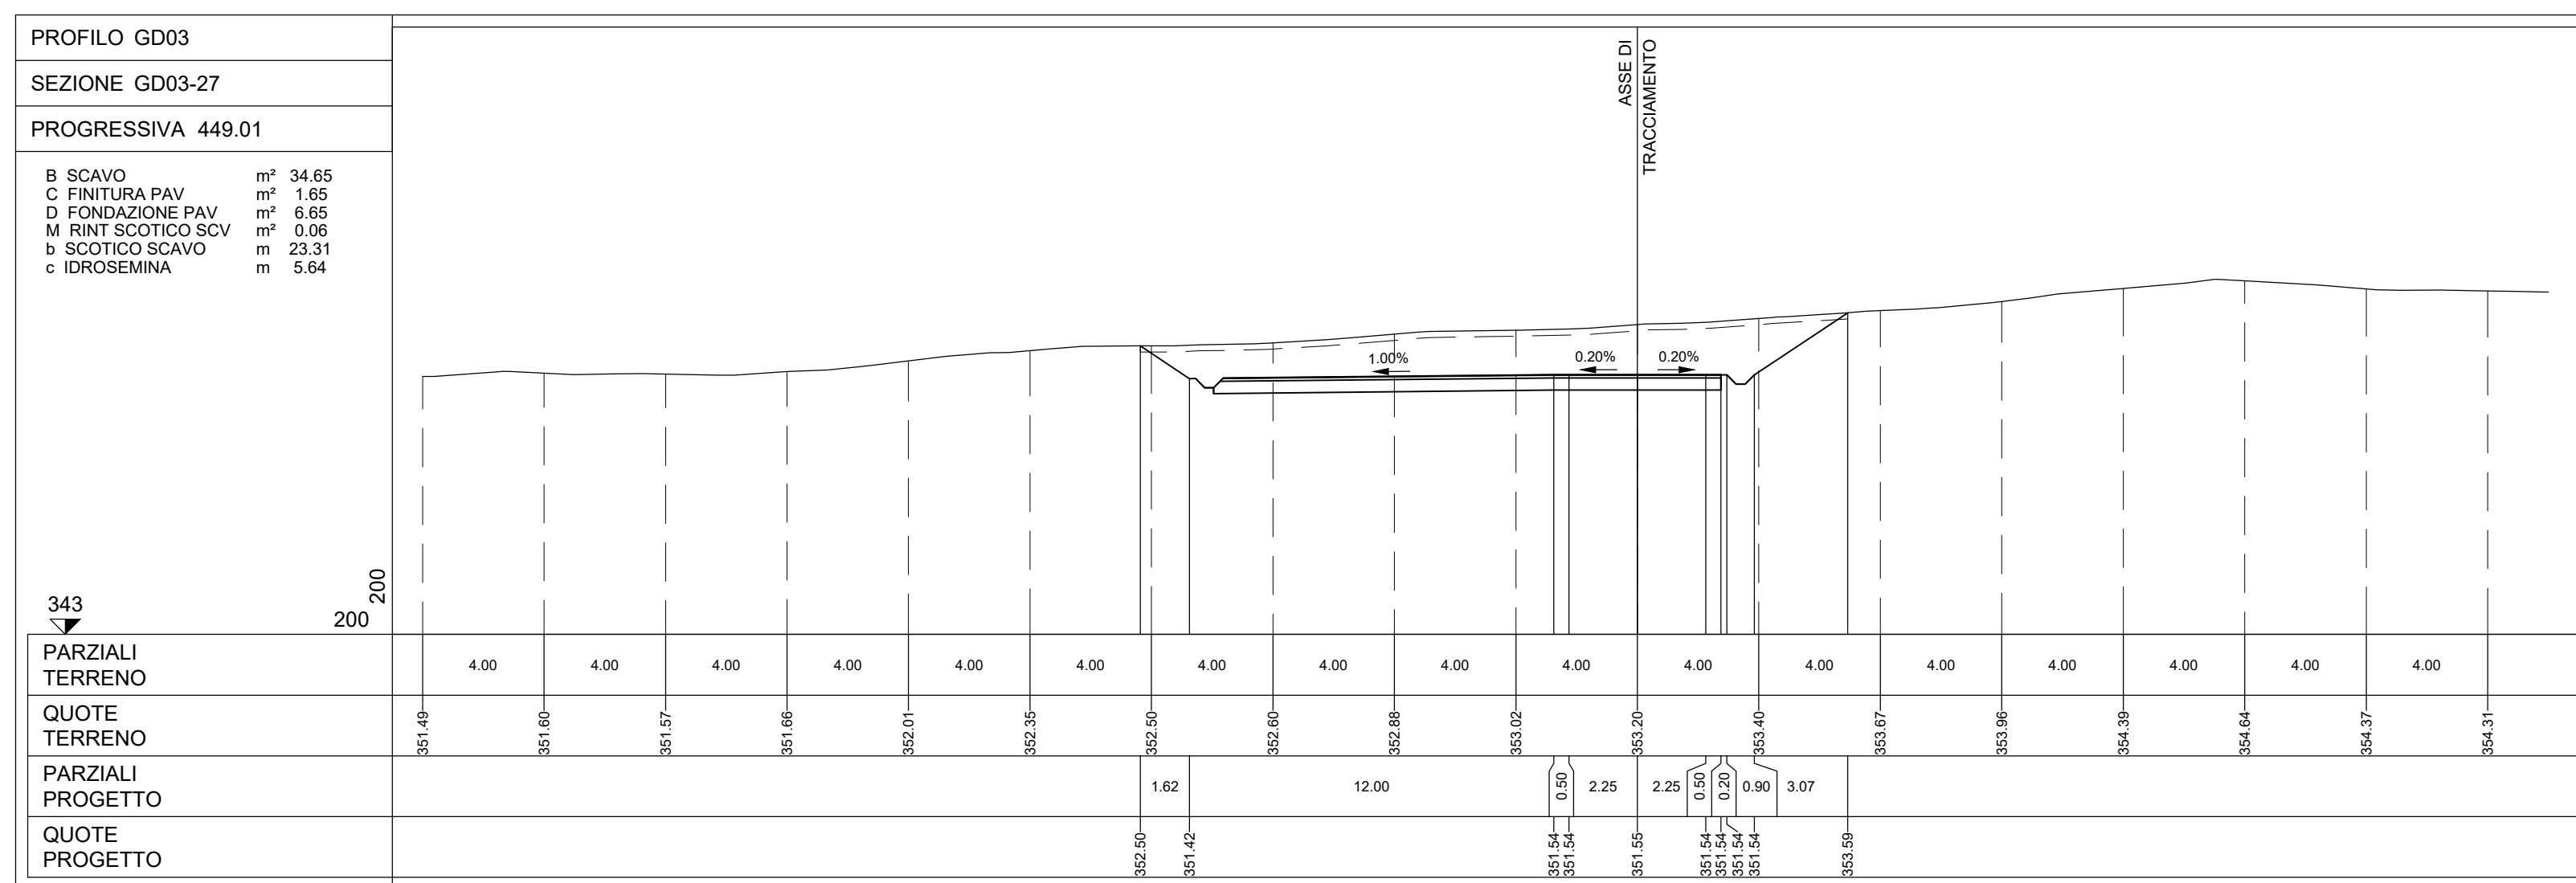 PROFILO GD03
SEZIONE GD03-27
PROGRESSIVA 449.01
B SCAVO m² 34.65
C FINITURA PAV m² 1.65
D FONDAZIONE PAV m² 6.65
M RINT SCOTICO SCV m² 0.06
b SCOTICO SCAVO m 23.31
c IDROSEMINA m 5.64
ASSE DI
TRACCIAMENTO
1.00% 0.20% 0.20%
343
200
200
PARZIALI
TERRENO
4.00 4.00 4.00 4.00 4.00 4.00 4.00 4.00 4.00 4.00 4.00 4.00 4.00 4.00 4.00 4.00 4.00
QUOTE
TERRENO
351.49 351.60 351.57 351.66 352.01 352.35 352.50 352.60 352.88 353.02 353.20 353.40 353.67 353.96 354.39 354.64 354.37 354.31
PARZIALI
PROGETTO
1.62 12.00 0.50 2.25 2.25 0.50 0.20 0.90 3.07
QUOTE
PROGETTO
352.50 351.42 351.54 351.54 351.55 351.54 351.54 351.54 351.54 353.59